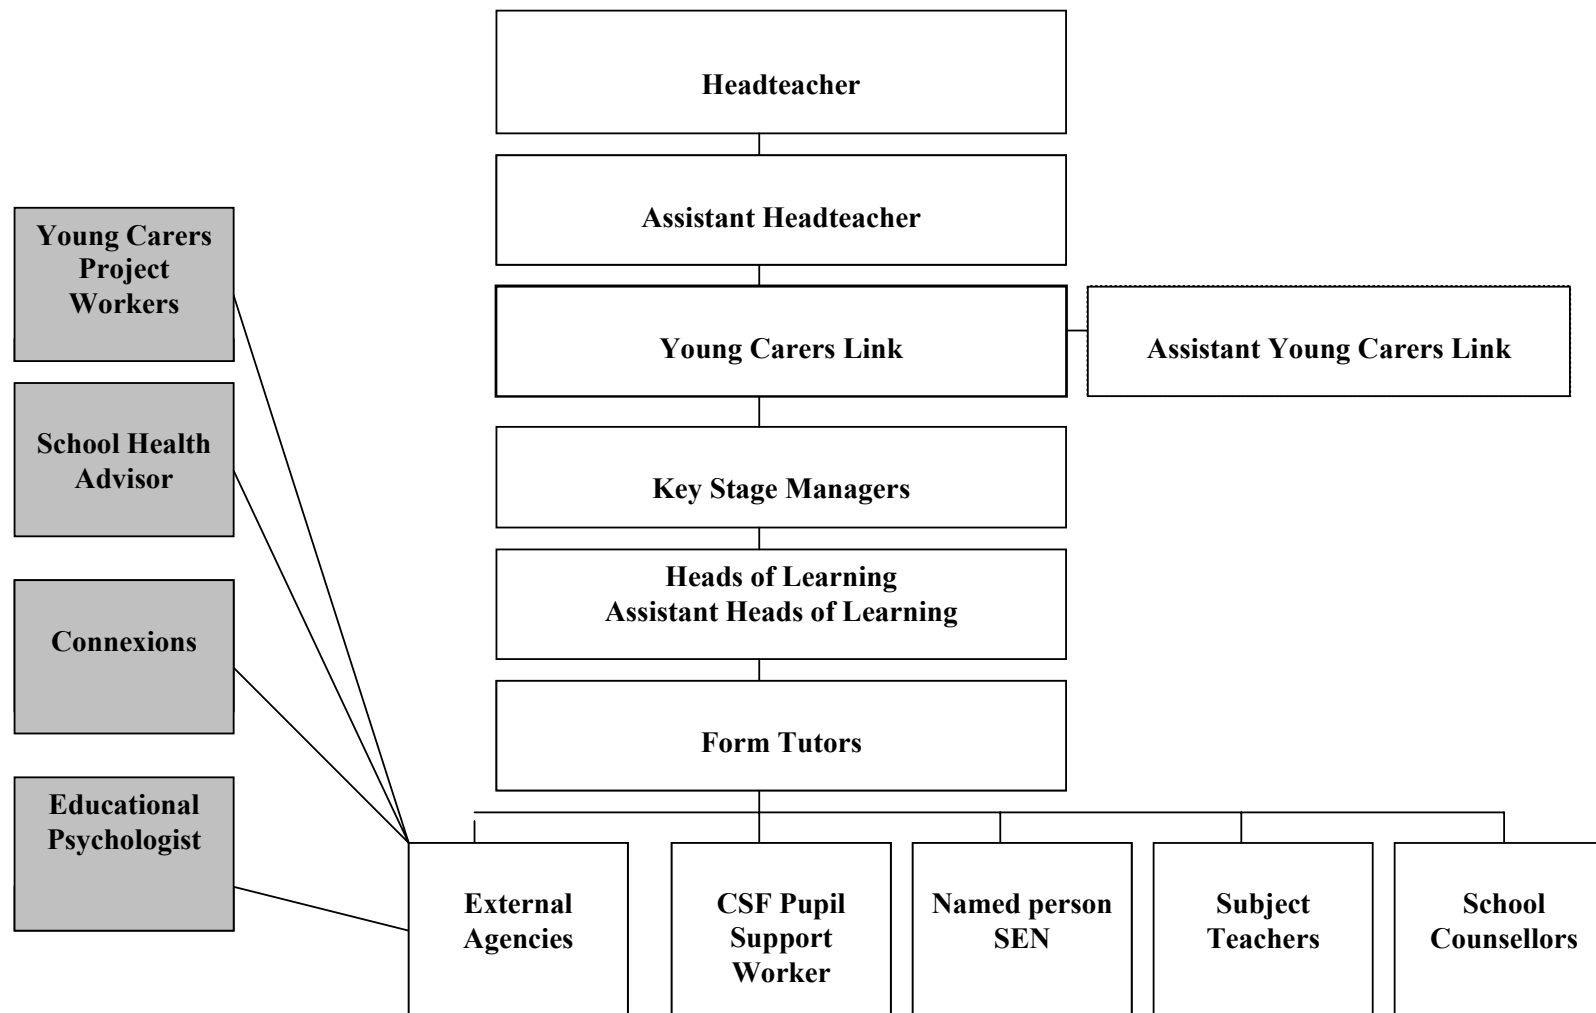 Headteacher
Assistant Headteacher
Young Carers
Project
Workers
Young Carers Link
Assistant Young Carers Link
School Health
Advisor
Key Stage Managers
Heads of Learning
Assistant Heads of Learning
Connexions
Form Tutors
Educational
Psychologist
External
Agencies
CSF Pupil
Support
Worker
Named person
SEN
Subject
Teachers
School
Counsellors